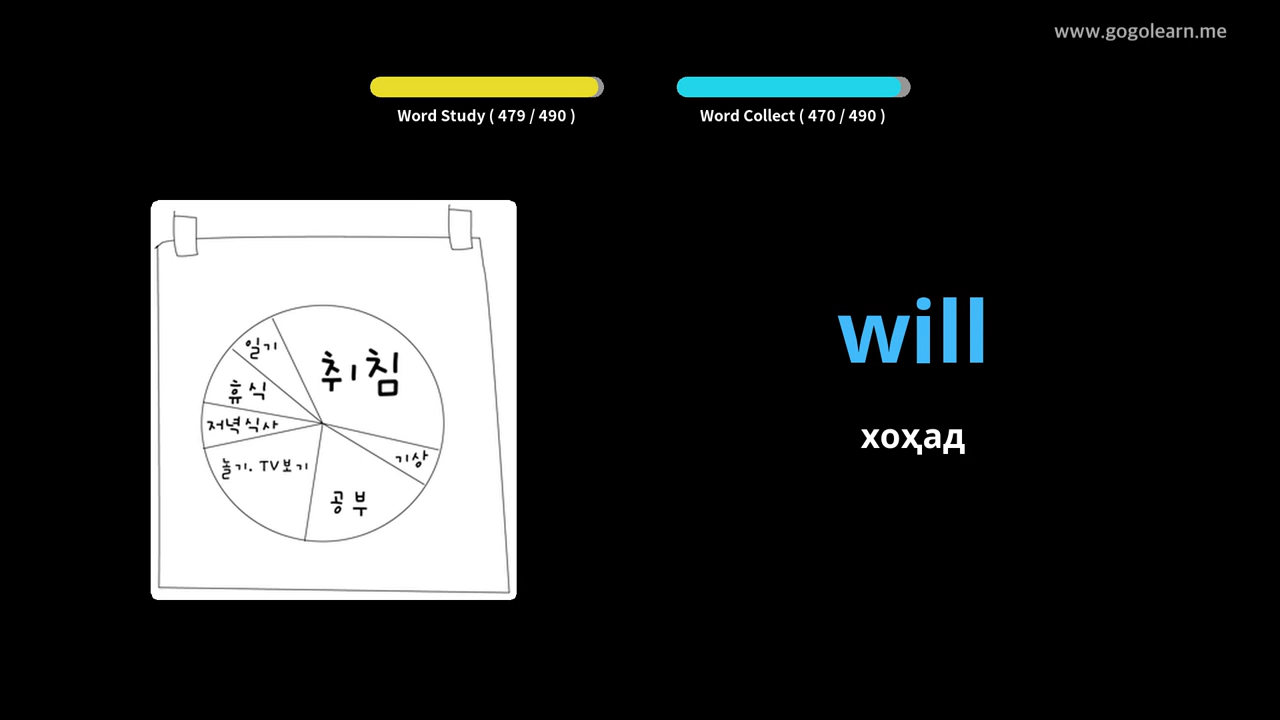 www.gogolearn.me
Word Study ( 479 / 490 )
Word Collect ( 470 / 490 )
일기
취침
휴식
저녁식사
놀기. TV보기
기상
공부
will
хоҳад